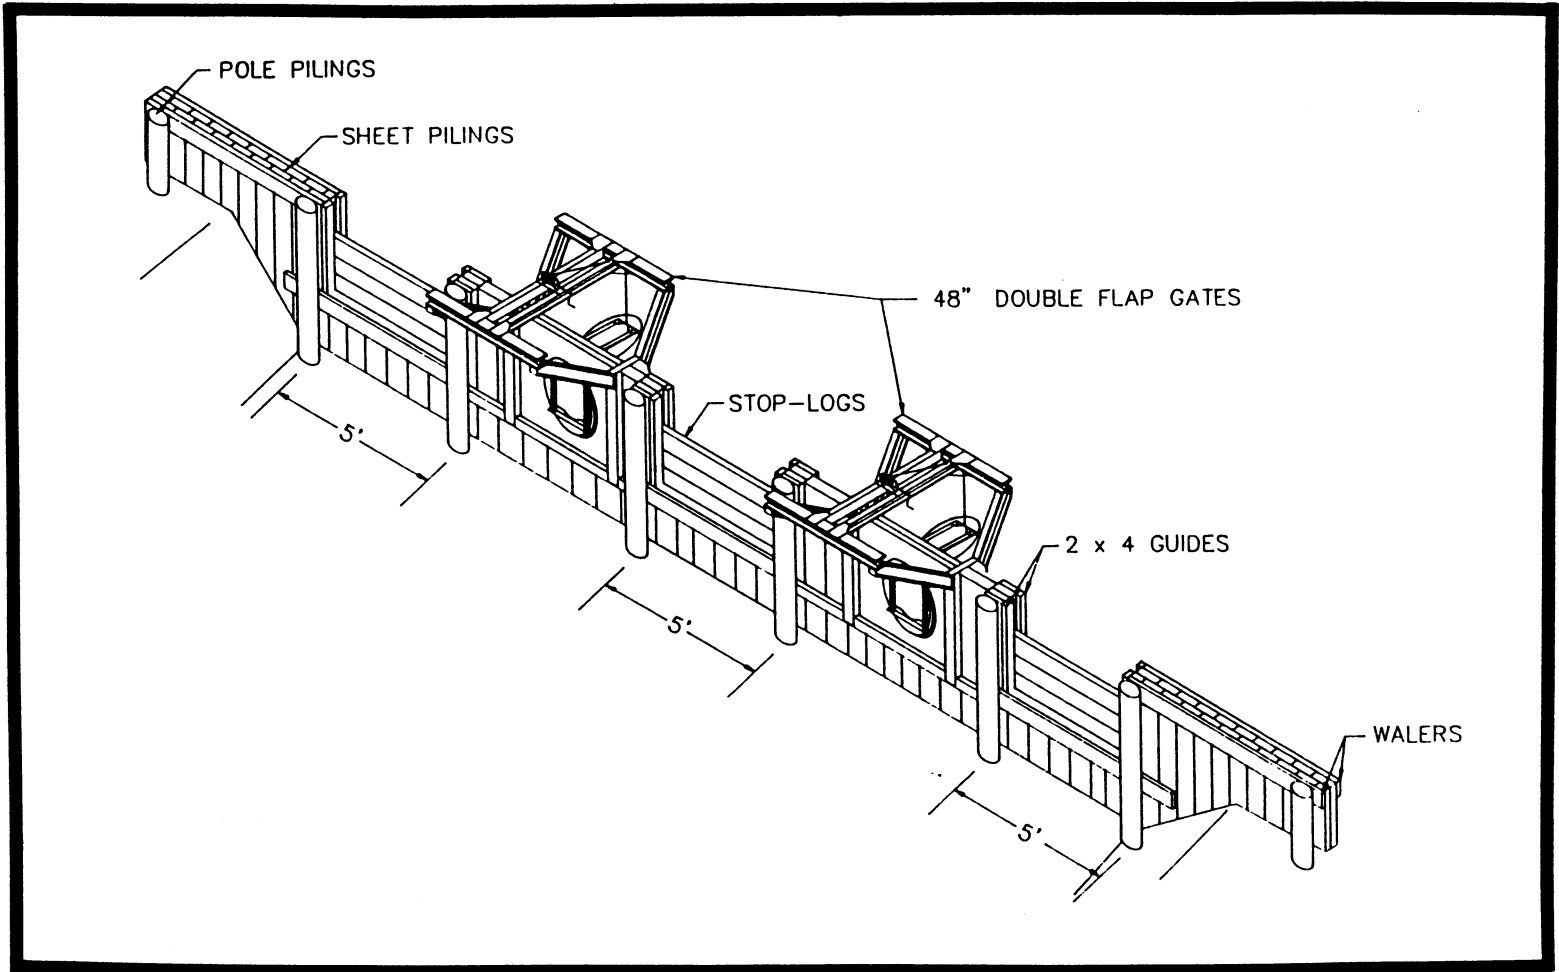 POLE PILINGS
SHEET PILINGS
48" DOUBLE FLAP GATES
STOP-LOGS
5'
2 x 4 GUIDES
5'
WALERS
5'